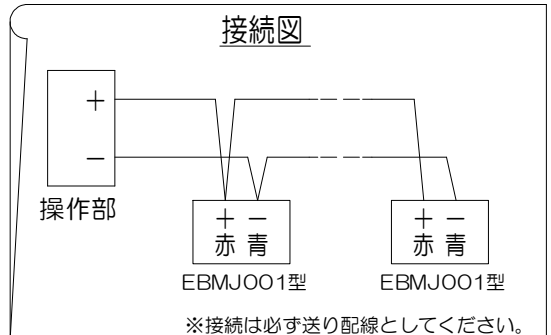 接続図
+
−
操作部
+ −
赤 青
+ −
赤 青
EBMJ001型
EBMJ001型
※接続は必ず送り配線としてください。